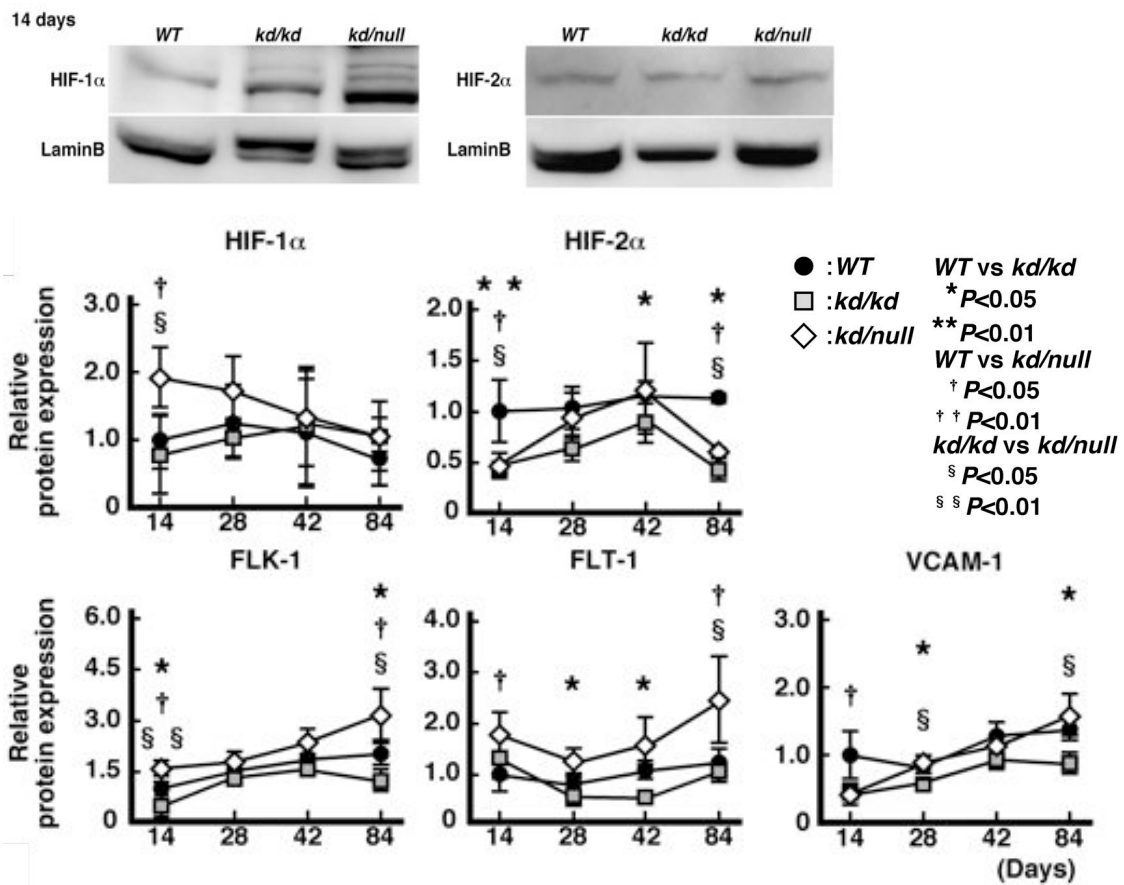 14 days
WT kd/kd kd/null WT kd/kd kd/null
HIF-1α HIF-2α
LaminB LaminB
HIF-1α HIF-2α
:WT
:kd/kd
:kd/null
WT vs kd/kd
*P<0.05
**P<0.01
WT vs kd/null
† P<0.05
† † P<0.01
kd/kd vs kd/null
§ P<0.05
§ § P<0.01
Relative
protein expression
3.0
2.0
1.0
0
†
§
14 28 42 84
2.0
1.5
1.0
0.5
0
* * * *
† †
§ §
14 28 42 84
FLK-1 FLT-1 VCAM-1
Relative
protein expression
6.0
4.5
3.0
1.5
0
* *
† †
§ § §
14 28 42 84
4.0
3.0
2.0
1.0
0
† * * †
§
14 28 42 84
3.0
2.0
1.0
0
† * *
§ §
14 28 42 84
(Days)